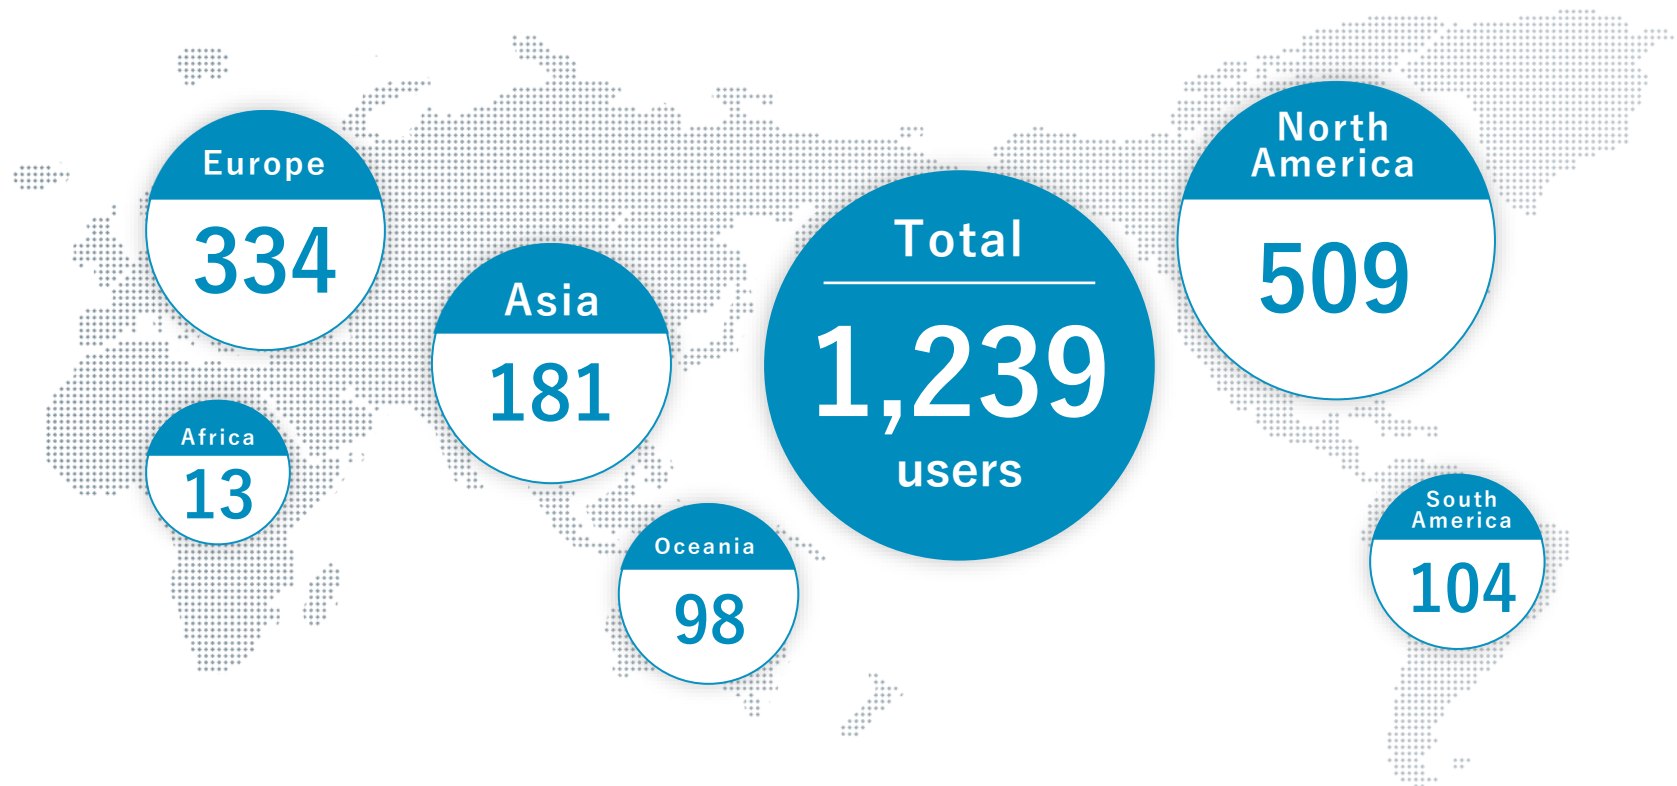 Europe
334
Asia
181
Africa
13
Oceania
98
Total
1,239
users
North
America
509
South
America
104